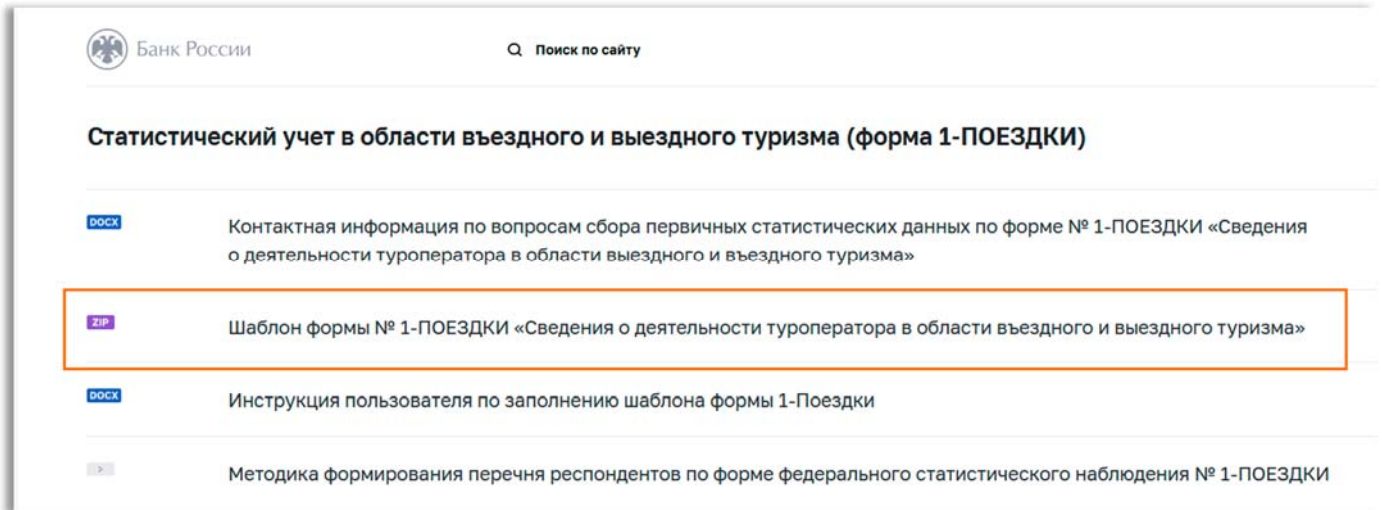 Банк России
Поиск по сайту
Статистический учет в области въездного и выездного туризма (форма 1-ПОЕЗДКИ)
DOCX
Контактная информация по вопросам сбора первичных статистических данных по форме № 1-ПОЕЗДКИ «Сведения
о деятельности туроператора в области выездного и въездного туризма»
ZIP
Шаблон формы № 1-ПОЕЗДКИ «Сведения о деятельности туроператора в области въездного и выездного туризма»
DOCX
Инструкция пользователя по заполнению шаблона формы 1-Поездки
Методика формирования перечня респондентов по форме федерального статистического наблюдения № 1-ПОЕЗДКИ